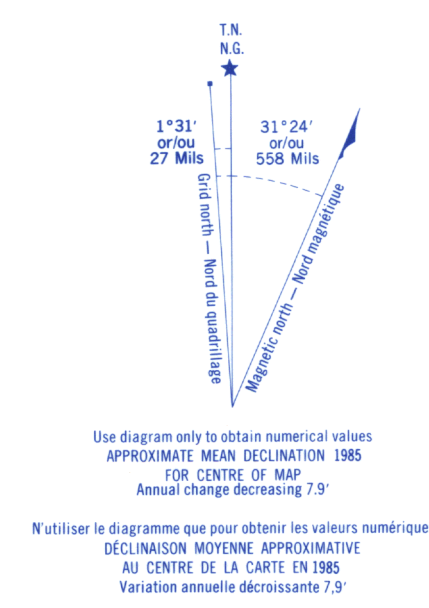 T.N.
N.G.
1°31′
or/ou
27 Mils
31°24′
or/ou
558 Mils
Grid north — Nord du quadrillage
Magnetic north — Nord magnétique
Use diagram only to obtain numerical values
APPROXIMATE MEAN DECLINATION 1985
FOR CENTRE OF MAP
Annual change decreasing 7.9′
N'utiliser le diagramme que pour obtenir les valeurs numérique
DÉCLINAISON MOYENNE APPROXIMATIVE
AU CENTRE DE LA CARTE EN 1985
Variation annuelle décroissante 7,9′